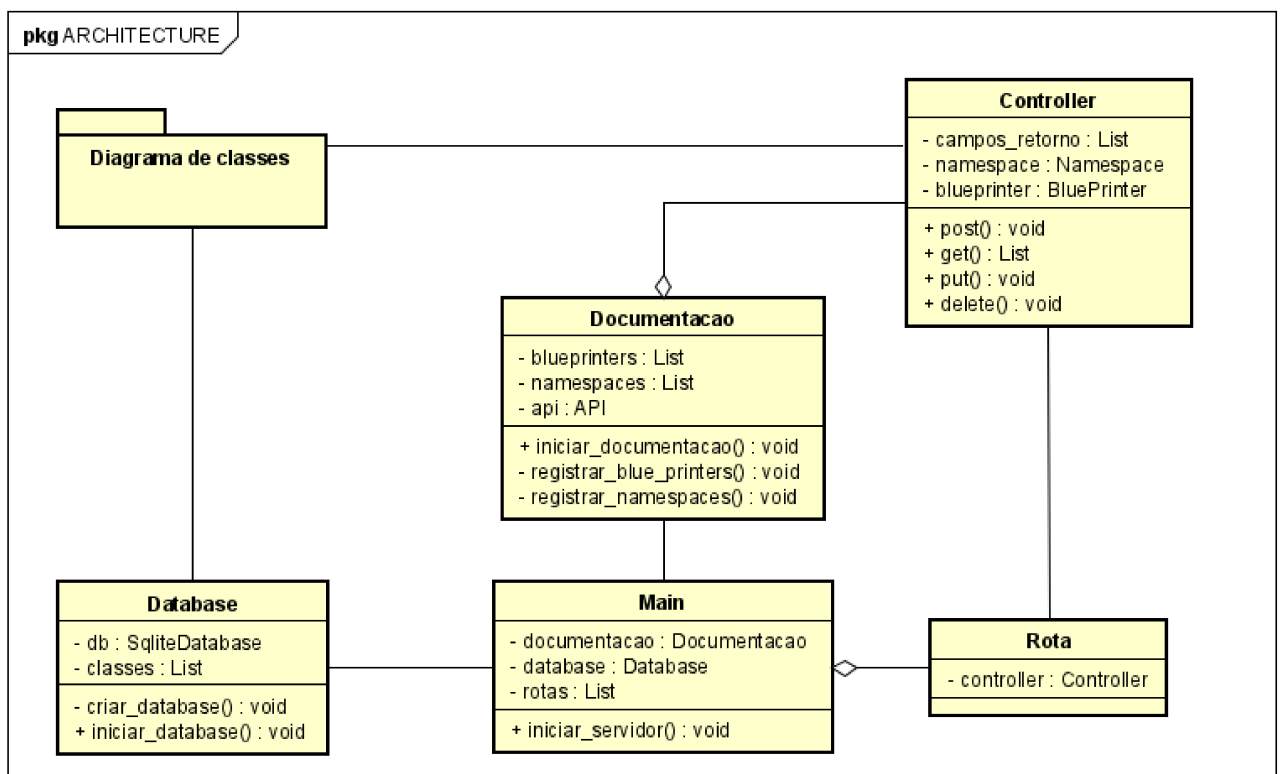 pkg ARCHITECTURE
Diagrama de classes
Controller
- campos_retorno : List
- namespace : Namespace
- blueprinter : BluePrinter
+ post() : void
+ get() : List
+ put() : void
+ delete() : void
Documentacao
- blueprinters : List
- namespaces : List
- api : API
+ iniciar_documentacao() : void
- registrar_blue_printers() : void
- registrar_namespaces() : void
Database
- db : SqliteDatabase
- classes : List
- criar_database() : void
+ iniciar_database() : void
Main
- documentacao : Documentacao
- database : Database
- rotas : List
+ iniciar_servidor() : void
Rota
- controller : Controller